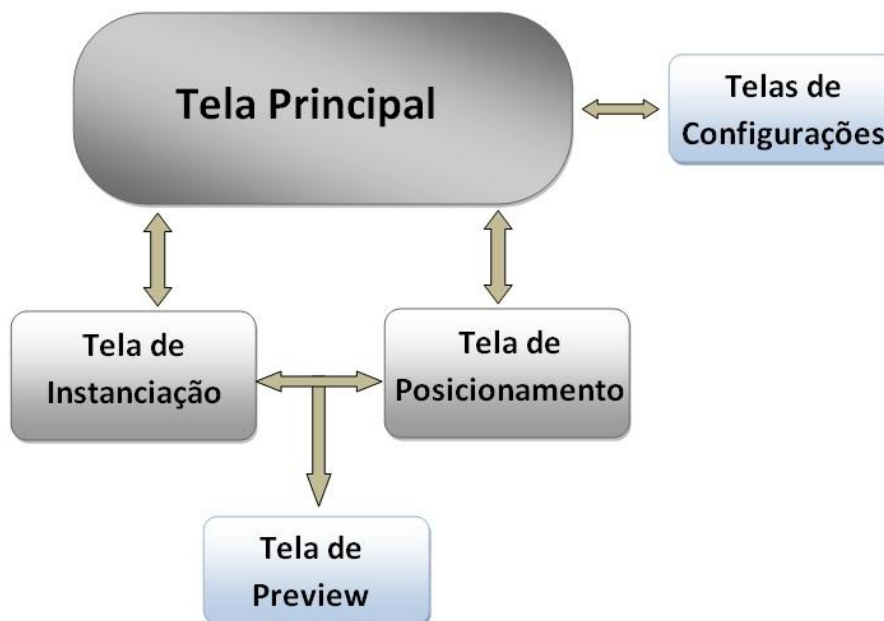 Tela Principal
Telas de
Configurações
Tela de
Instanciação
Tela de
Posicionamento
Tela de
Preview